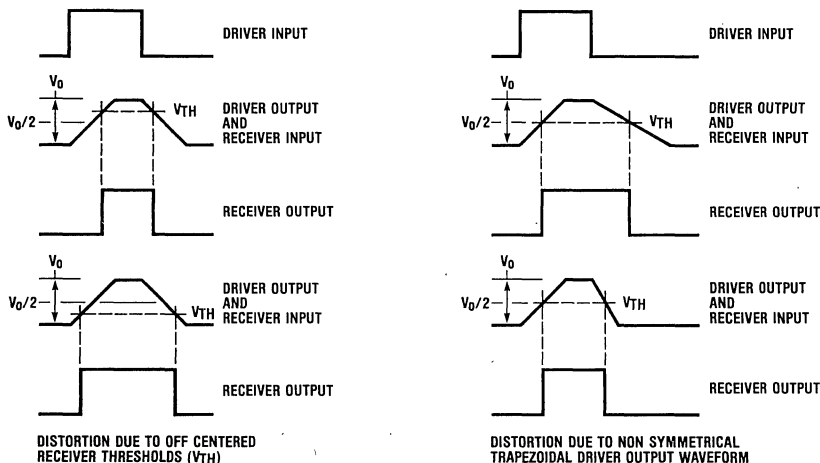 DRIVER INPUT
V0
V0/2
VTH
DRIVER OUTPUT
AND
RECEIVER INPUT
RECEIVER OUTPUT
V0
V0/2
VTH
DRIVER OUTPUT
AND
RECEIVER INPUT
RECEIVER OUTPUT
DISTORTION DUE TO OFF CENTERED
RECEIVER THRESHOLDS (VTH)
DRIVER INPUT
V0
V0/2
VTH
DRIVER OUTPUT
AND
RECEIVER INPUT
RECEIVER OUTPUT
V0
V0/2
VTH
DRIVER OUTPUT
AND
RECEIVER INPUT
RECEIVER OUTPUT
DISTORTION DUE TO NON SYMMETRICAL
TRAPEZOIDAL DRIVER OUTPUT WAVEFORM